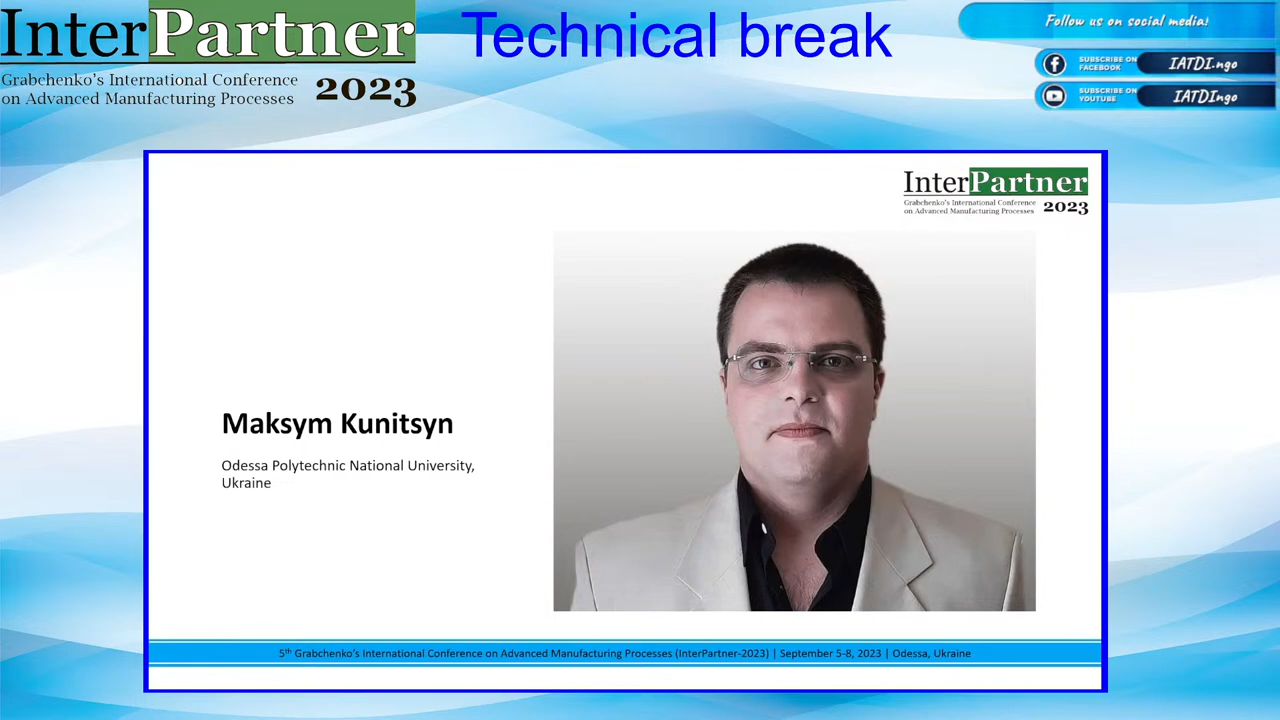 InterPartner
Grabchenko's International Conference
on Advanced Manufacturing Processes
2023
Technical break
Follow us on social media!
SUBSCRIBE ON
FACEBOOK
IATDI.ngo
SUBSCRIBE ON
YOUTUBE
IATDIngo
InterPartner
Grabchenko's International Conference
on Advanced Manufacturing Processes
2023
Maksym Kunitsyn
Odessa Polytechnic National University,
Ukraine
5th Grabchenko's International Conference on Advanced Manufacturing Processes (InterPartner-2023) | September 5-8, 2023 | Odessa, Ukraine